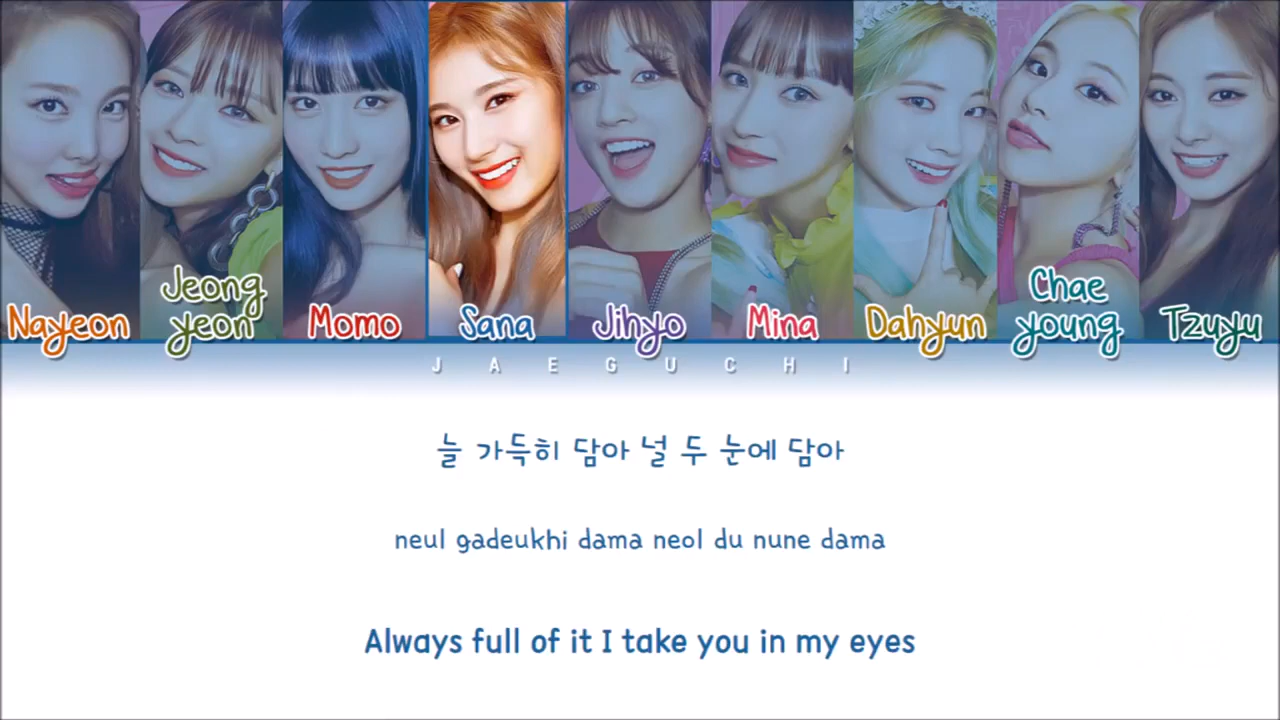 Nayeon
Jeong
yeon
Momo
Sana
Jihyo
Mina
Dahyun
Chae
young
Tzuyu
JAEGUCHI
늘 가득히 담아 널 두 눈에 담아
neul gadeukhi dama neol du nune dama
Always full of it I take you in my eyes